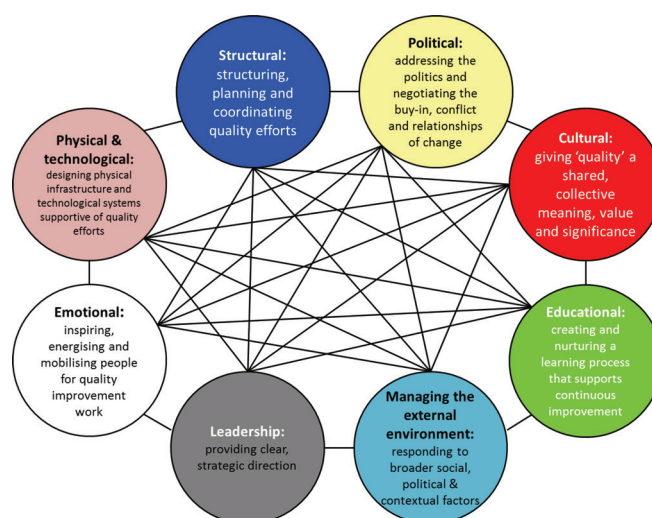 Structural:
structuring,
planning and
coordinating
quality efforts
Political:
addressing the
politics and
negotiating the
buy-in, conflict
and relationships
of change
Cultural:
giving ‘quality’ a
shared,
collective
meaning, value
and significance
Educational:
creating and
nurturing a
learning process
that supports
continuous
improvement
Managing the
external
environment:
responding to
broader social,
political &
contextual factors
Leadership:
providing clear,
strategic direction
Emotional:
inspiring,
energising and
mobilising people
for quality
improvement
work
Physical &
technological:
designing physical
infrastructure and
technological systems
supportive of quality
efforts